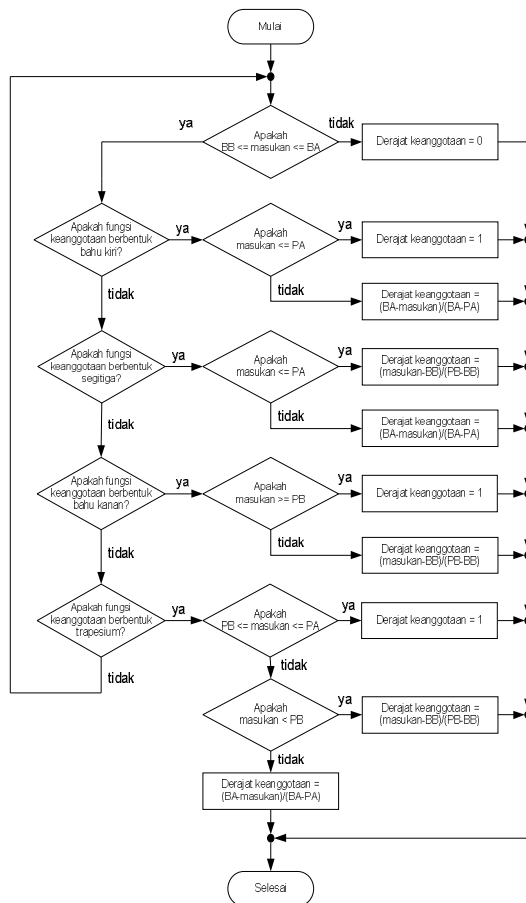 Mulai
Apakah
BB <= masukan <= BA
ya
tidak
Derajat keanggotaan = 0
Apakah fungsi
keanggotaan berbentuk
bahu kiri?
ya
Apakah
masukan <= PA
ya
Derajat keanggotaan = 1
tidak
tidak
Derajat keanggotaan =
(BA-masukan)/(BA-PA)
Apakah fungsi
keanggotaan berbentuk
segitiga?
ya
Apakah
masukan <= PA
ya
Derajat keanggotaan =
(masukan-BB)/(PB-BB)
tidak
tidak
Derajat keanggotaan =
(BA-masukan)/(BA-PA)
Apakah fungsi
keanggotaan berbentuk
bahu kanan?
ya
Apakah
masukan >= PB
ya
Derajat keanggotaan = 1
tidak
tidak
Derajat keanggotaan =
(masukan-BB)/(PB-BB)
Apakah fungsi
keanggotaan berbentuk
trapesium?
ya
Apakah
PB <= masukan <= PA
ya
Derajat keanggotaan = 1
tidak
tidak
Apakah
masukan < PB
ya
Derajat keanggotaan =
(masukan-BB)/(PB-BB)
tidak
Derajat keanggotaan =
(BA-masukan)/(BA-PA)
Selesai